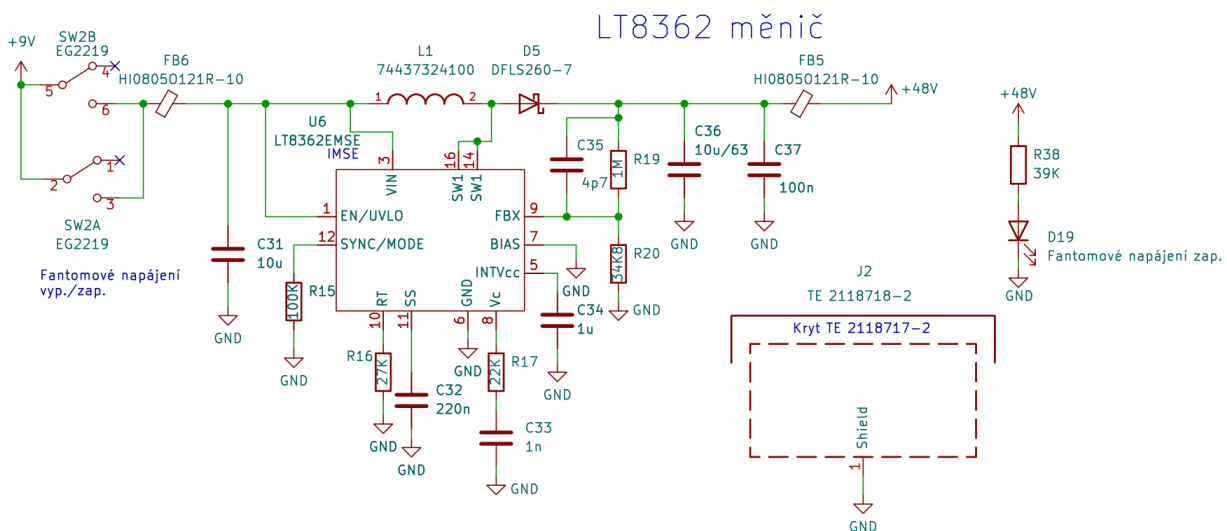 LT8362 měnič
+9V
SW2B
EG2219
4
5
6
1
2
3
SW2A
EG2219
Fantomové napájení
vyp./zap.
FB6
HI0805O121R-10
C31
10u
GND
L1
74437324100
1
2
D5
DFLS260-7
U6
LT8362EMSE
IMSE
3
VIN
16
SW1
14
SW1
1
EN/UVLO
12
SYNC/MODE
FBX
9
BIAS
7
INTVcc
5
RT
10
SS
11
GND
6
Vc
8
R15
100K
GND
R16
27K
GND
C32
220n
GND
GND
R17
22K
C33
1n
GND
C34
1u
GND
GND
C35
4p7
R19
1M
R20
34K8
GND
C36
10u/63
GND
C37
100n
GND
FB5
HI0805O121R-10
+48V
+48V
R38
39K
D19
Fantomové napájení zap.
GND
J2
TE 2118718-2
Kryt TE 2118717-2
Shield
1
GND